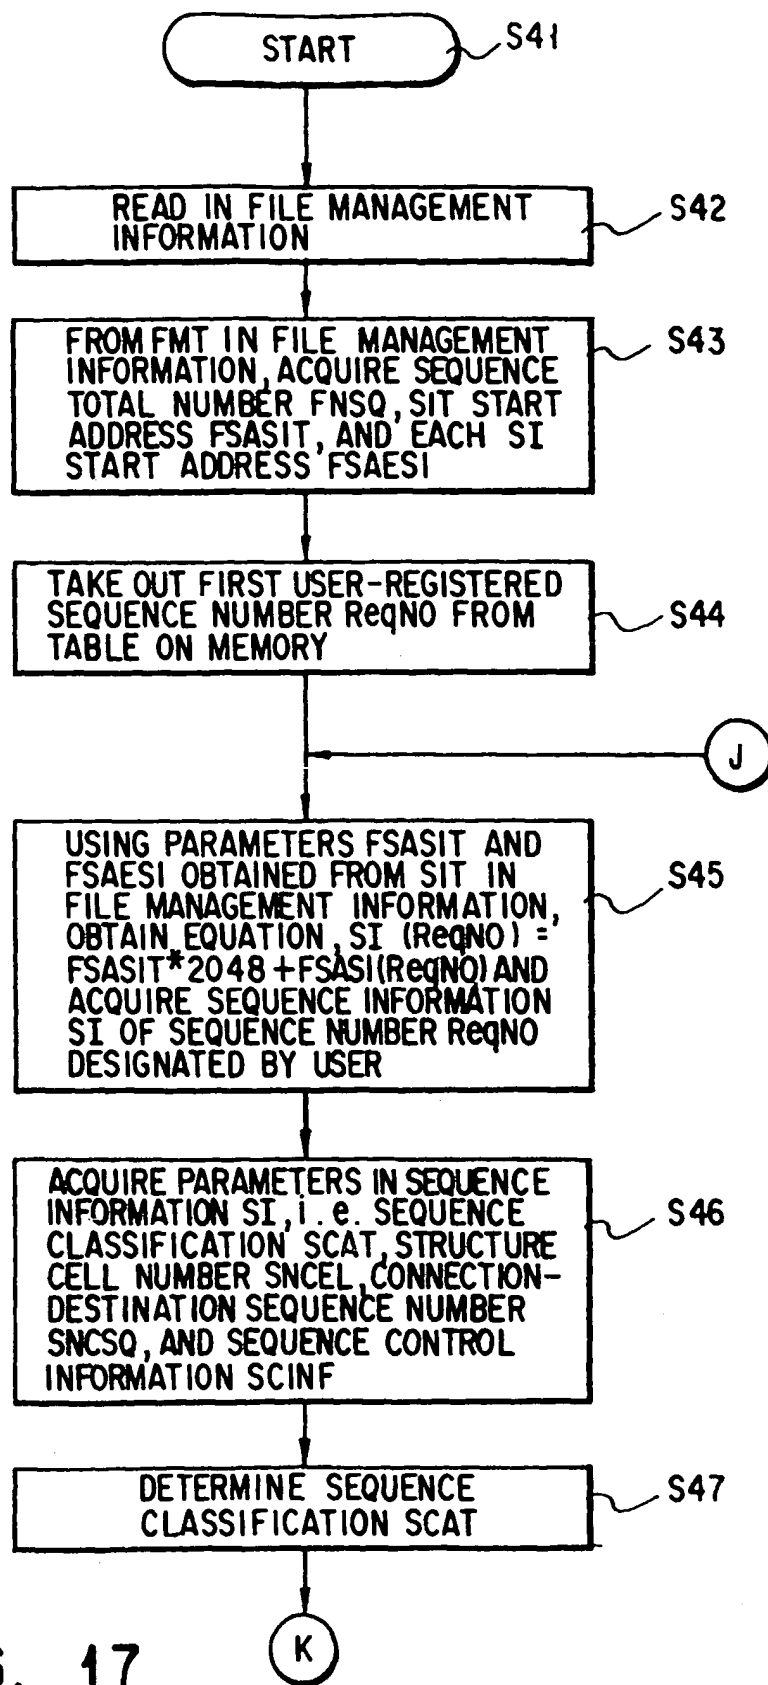 START
S41
READ IN FILE MANAGEMENT
INFORMATION
S42
FROM FMT IN FILE MANAGEMENT
INFORMATION, ACQUIRE SEQUENCE
TOTAL NUMBER FNSQ, SIT START
ADDRESS FSASIT, AND EACH SI
START ADDRESS FSAESI
S43
TAKE OUT FIRST USER-REGISTERED
SEQUENCE NUMBER ReqNO FROM
TABLE ON MEMORY
S44
J
USING PARAMETERS FSASIT AND
FSAESI OBTAINED FROM SIT IN
FILE MANAGEMENT INFORMATION,
OBTAIN EQUATION, SI (ReqNO) =
FSASIT*2048+FSASI(ReqNO) AND
ACQUIRE SEQUENCE INFORMATION
SI OF SEQUENCE NUMBER ReqNO
DESIGNATED BY USER
S45
ACQUIRE PARAMETERS IN SEQUENCE
INFORMATION SI, i.e. SEQUENCE
CLASSIFICATION SCAT, STRUCTURE
CELL NUMBER SNCEL, CONNECTION-
DESTINATION SEQUENCE NUMBER
SNCSQ, AND SEQUENCE CONTROL
INFORMATION SCINF
S46
DETERMINE SEQUENCE
CLASSIFICATION SCAT
S47
K
G. 17